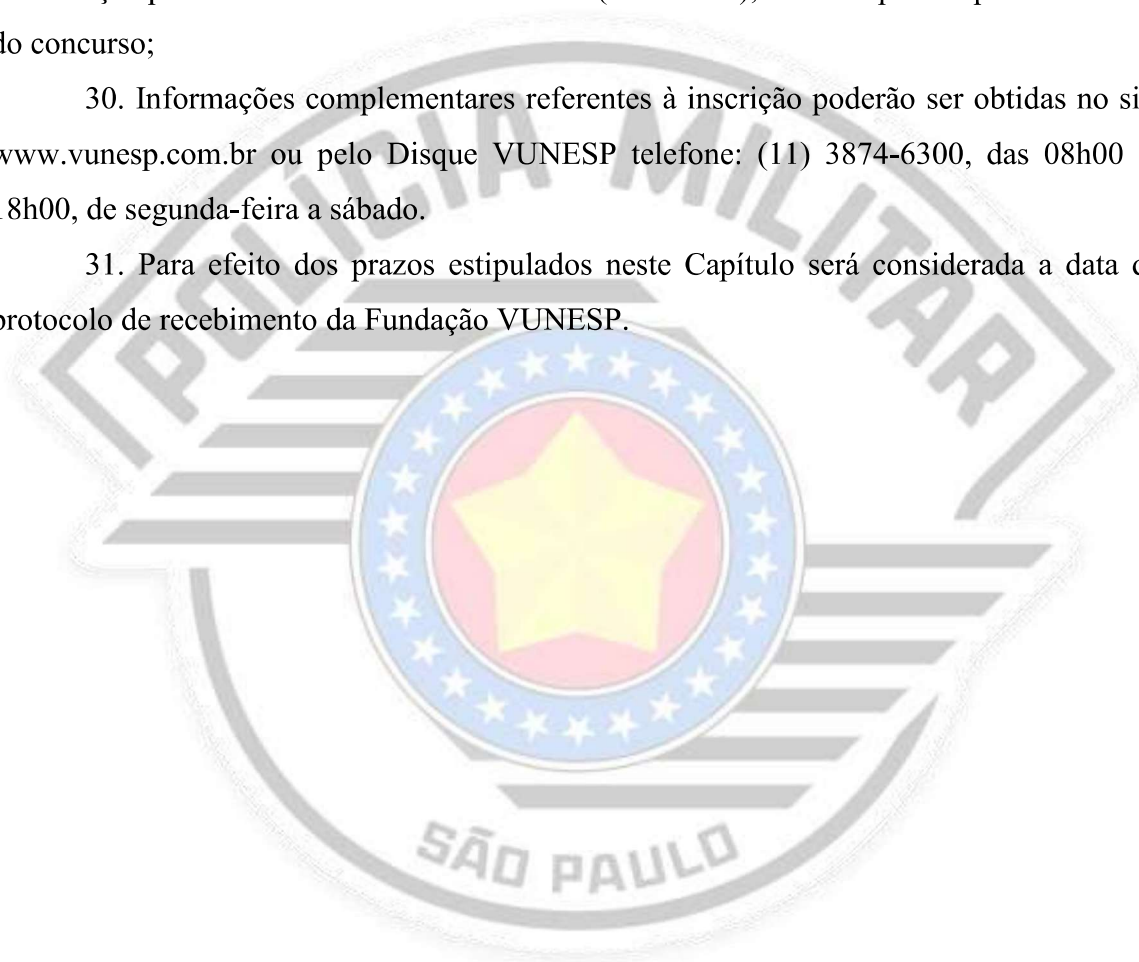 do concurso;
30. Informações complementares referentes à inscrição poderão ser obtidas no si
www.vunesp.com.br ou pelo Disque VUNESP telefone: (11) 3874-6300, das 08h00
18h00, de segunda-feira a sábado.
31. Para efeito dos prazos estipulados neste Capítulo será considerada a data d
protocolo de recebimento da Fundação VUNESP.
POLÍCIA MILITAR
SÃO PAULO